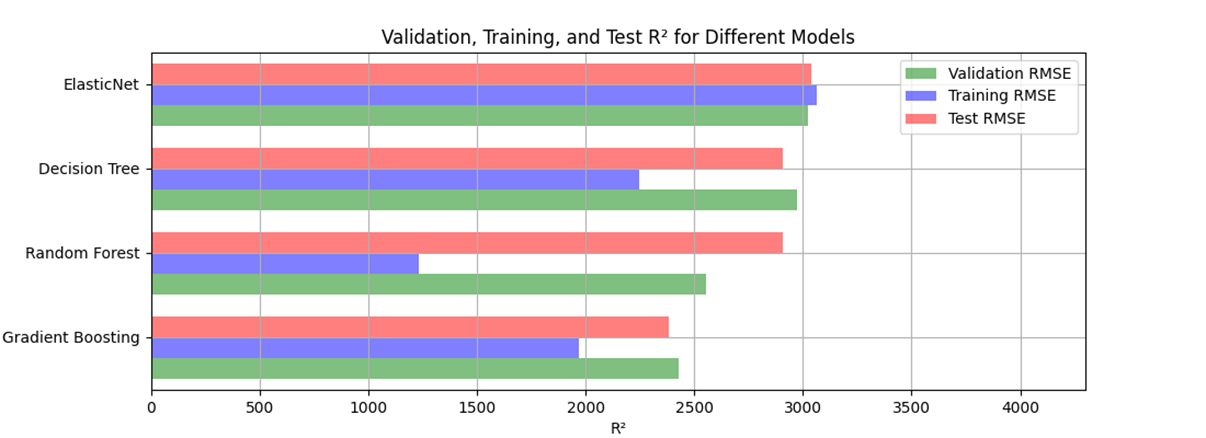 Validation, Training, and Test R² for Different Models
ElasticNet
Decision Tree
Random Forest
Gradient Boosting
Validation RMSE
Training RMSE
Test RMSE
0 500 1000 1500 2000 2500 3000 3500 4000
R²